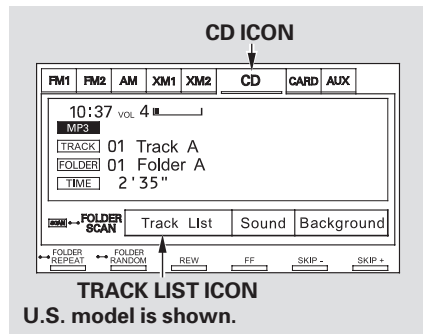 CD ICON
FM1 FM2 AM XM1 XM2 CD CARD AUX
10:37 VOL 4
MP3
TRACK 01 Track A
FOLDER 01 Folder A
TIME 2'35"
SCAN FOLDER SCAN Track List Sound Background
FOLDER REPEAT FOLDER RANDOM REW FF SKIP - SKIP +
TRACK LIST ICON
U.S. model is shown.